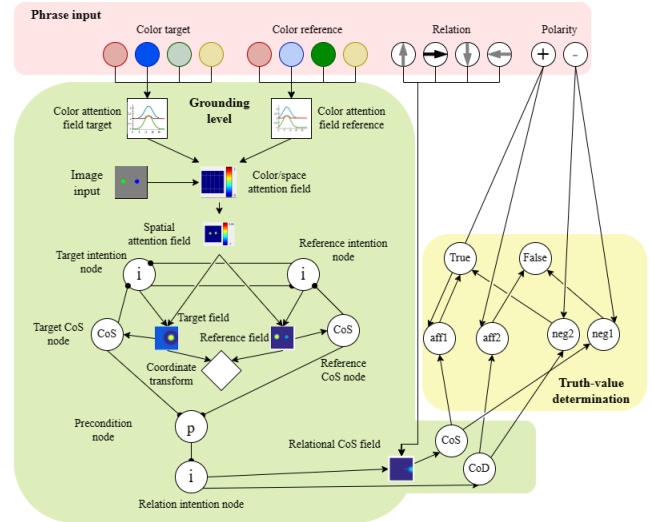 Phrase input
Color target
Color reference
Relation
Polarity
+
-
Grounding
level
Color attention
field target
Color attention
field reference
Image
input
Color/space
attention field
Spatial
attention field
Target intention
node
Reference intention
node
i
i
Target field
Reference field
Target CoS
node
CoS
CoS
Coordinate
transform
Reference
CoS node
Precondition
node
p
Relational CoS field
i
Relation intention node
CoS
CoD
True
False
aff1
aff2
neg2
neg1
Truth-value
determination